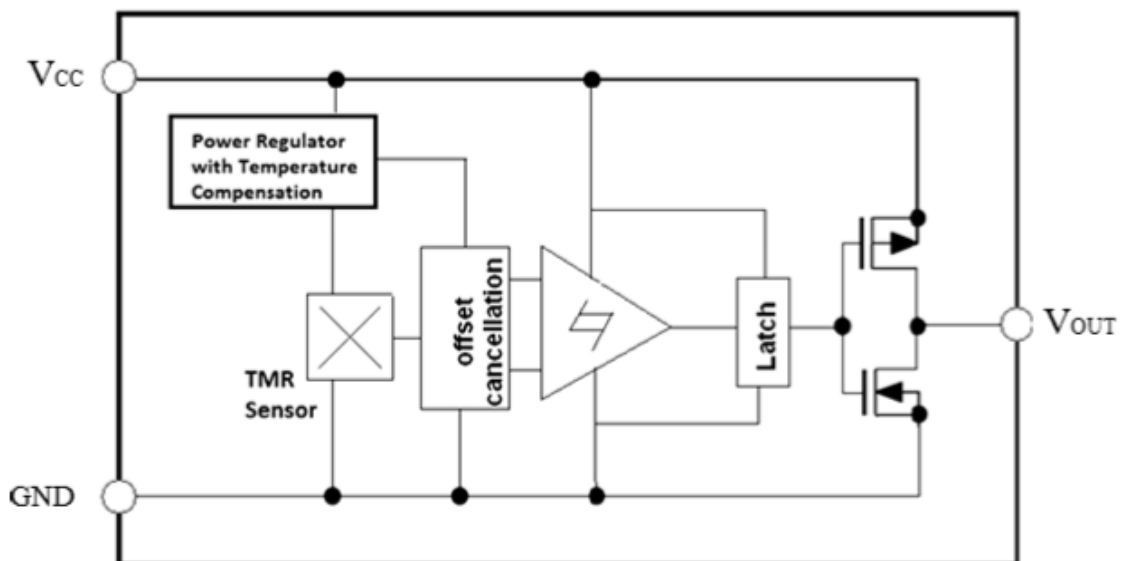 VCC
Power Regulator
with Temperature
Compensation
offset
cancellation
TMR
Sensor
Latch
VOUT
GND